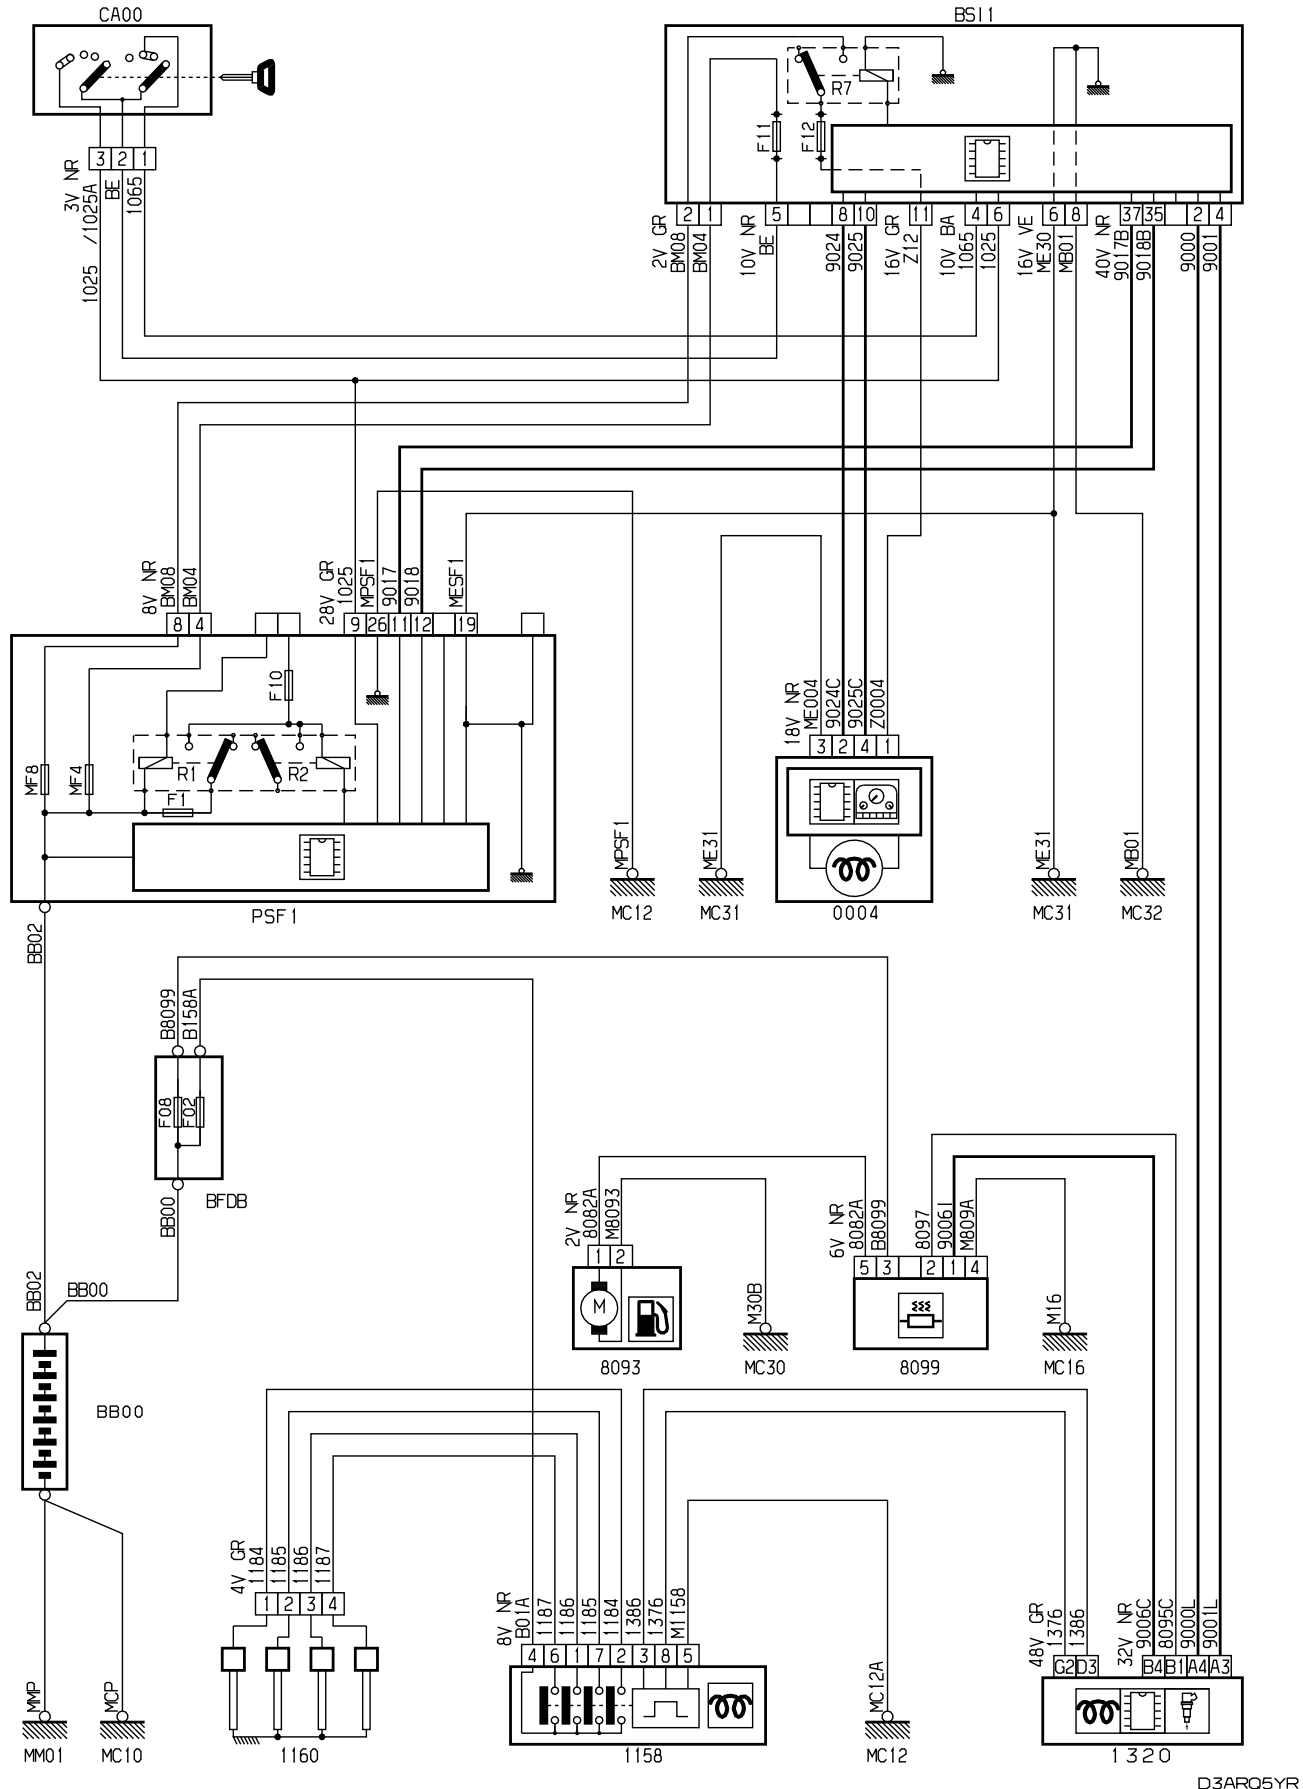 CA00
BSI1
R7
F11
F12
3 2 1
3V NR
1025 /1025A
BE
1065
2 1
5
8 10
11
4 6
6 8
37 35
2 4
2V GR
BM08
BM04
10V NR
BE
9024
9025
16V GR
Z12
10V BA
1065
1025
16V VE
ME30
MB01
40V NR
9017B
9018B
9000
9001
8V NR
BM08
BM04
28V GR
1025
MPSF1
9017
9018
MESF1
8 4
9 26 11 12
19
F10
MF8
MF4
R1
R2
F1
PSF1
18V NR
ME004
9024C
9025C
Z0004
3 2 4 1
0004
MPSF1
MC12
ME31
MC31
ME31
MC31
MB01
MC32
BB02
B8099
B158A
F08
F02
BFDB
BB00
BB02
BB00
BB00
2V NR
8082A
M8093
1 2
M
8093
M30B
MC30
6V NR
8082A
B8099
8097
9006I
M809A
5 3
2 1 4
8099
M16
MC16
4V GR
1184
1185
1186
1187
1 2 3 4
1160
8V NR
B01A
1187
1186
1185
1184
1386
1376
M1158
4 6 1 7 2 3 8 5
1158
MC12A
MC12
48V GR
1376
1386
32V NR
9006C
8095C
9000L
9001L
G2 D3
B4 B1 A4 A3
1320
MMP
MM01
MCP
MC10
D3ARQ5YR